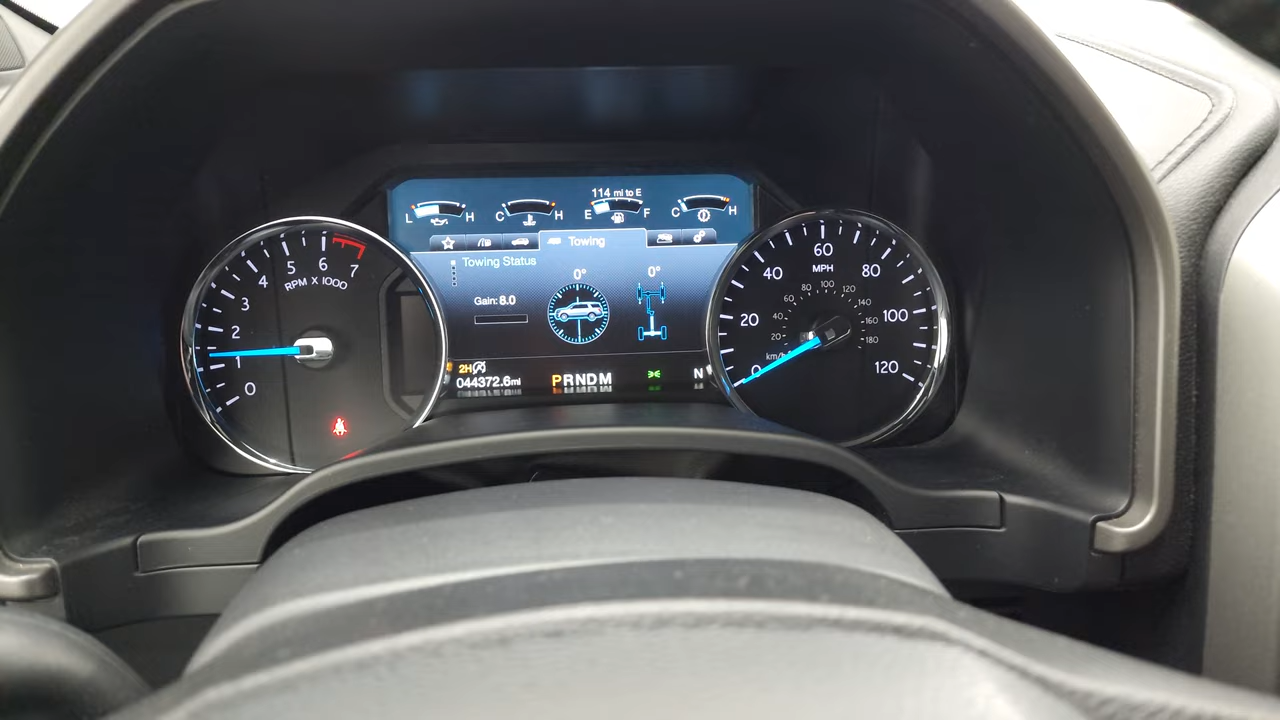 114 mi to E
L H C H E F C H
Towing
Towing Status
0° 0°
Gain: 8.0
2H
044372.6mi
PRNDM
N
0 1 2 3 4 5 6 7
RPM X 1000
0 20 40 60 80 100 120
MPH
20 40 60 80 100 120 140 160 180
km/h